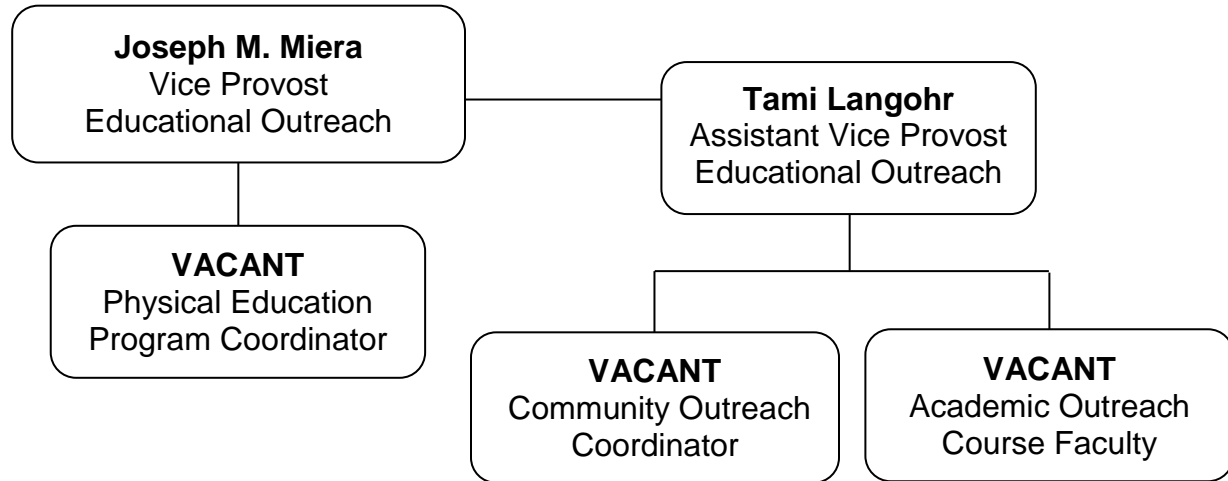 Joseph M. Miera
Vice Provost
Educational Outreach
Tami Langohr
Assistant Vice Provost
Educational Outreach
VACANT
Physical Education
Program Coordinator
VACANT
Community Outreach
Coordinator
VACANT
Academic Outreach
Course Faculty